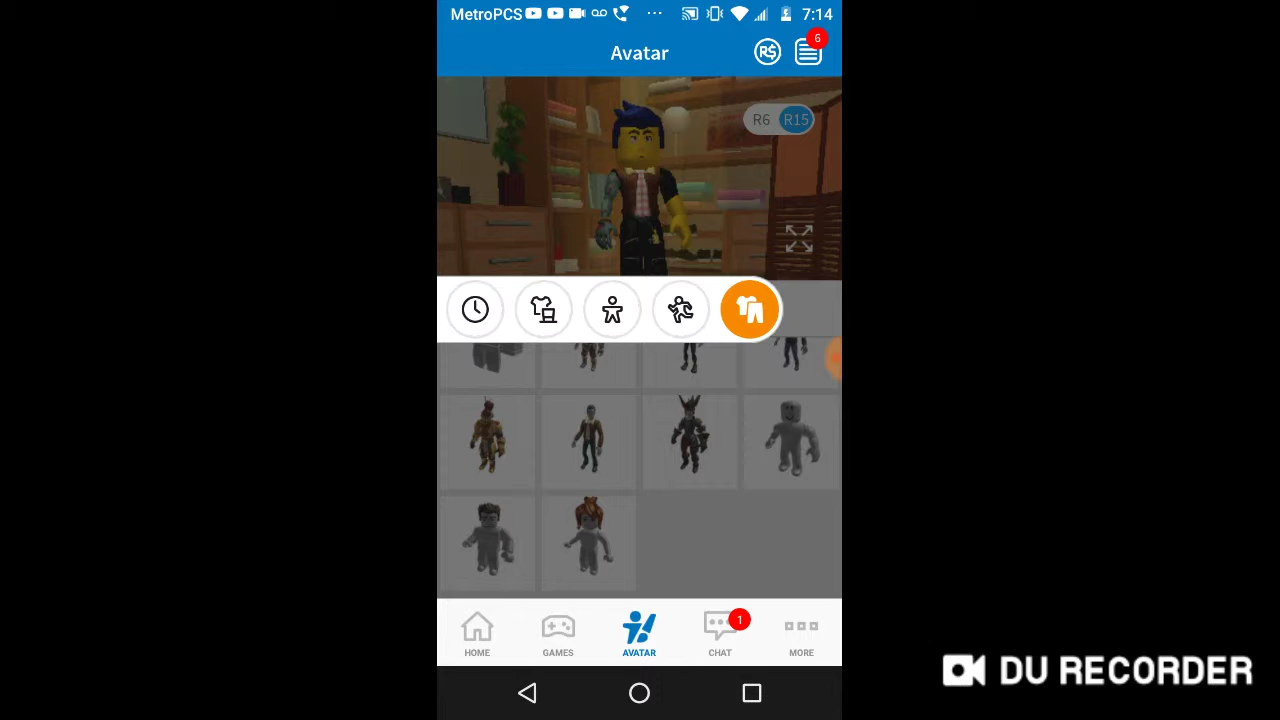 MetroPCS ... 7:14
Avatar R$ 6
R6 R15
1
HOME GAMES AVATAR CHAT MORE
DU RECORDER